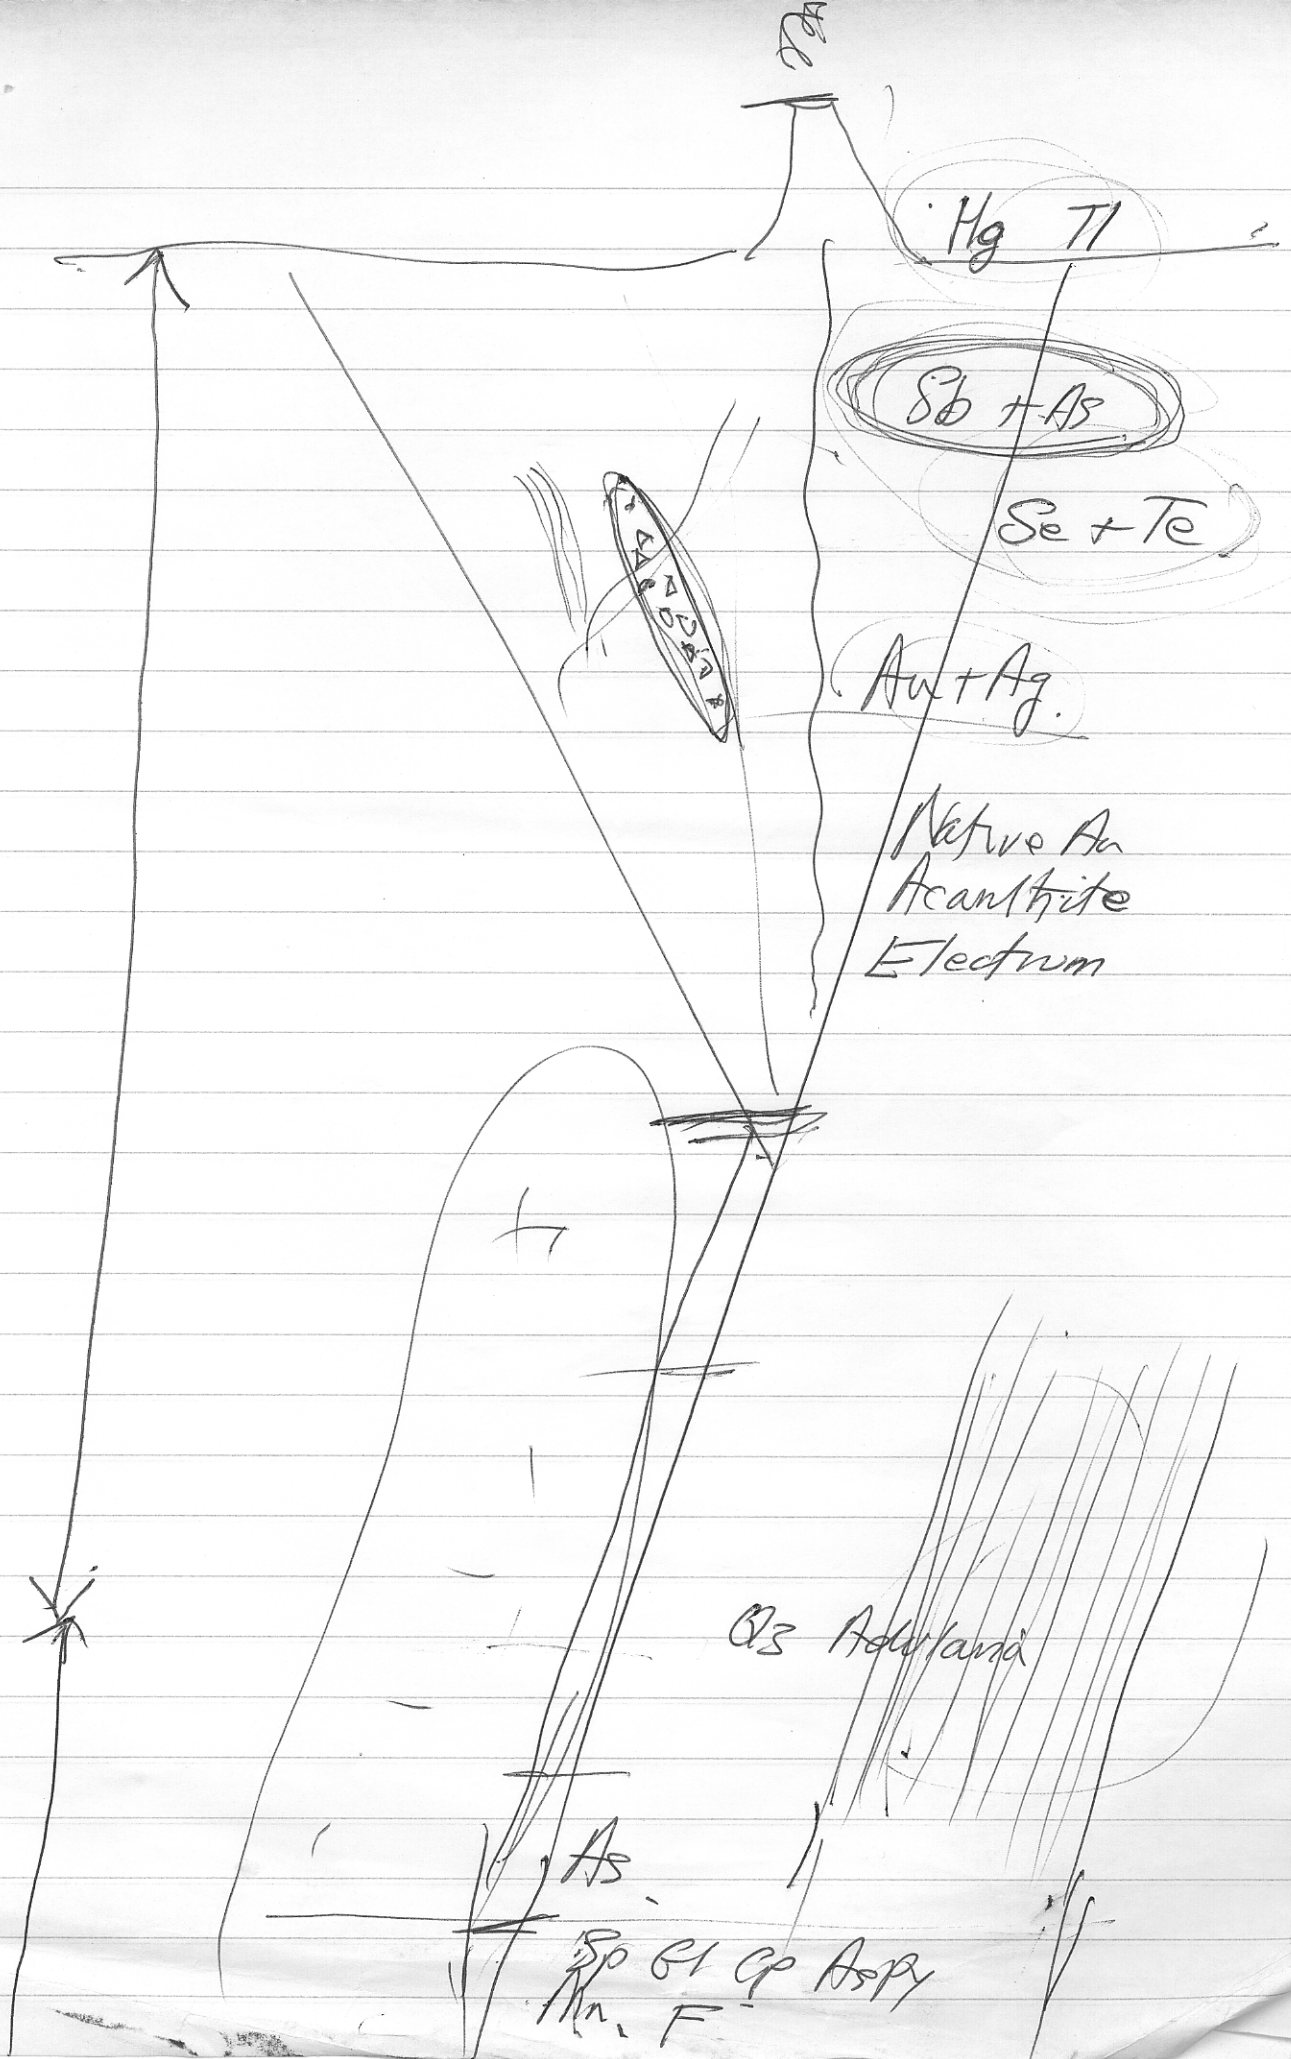 Hg Tl
Sb + As
Se + Te
Au + Ag.
Native Au
Acanthite
Electrum
Qz Adularia
As
Sp Gl Cp Aspy
Mn. F